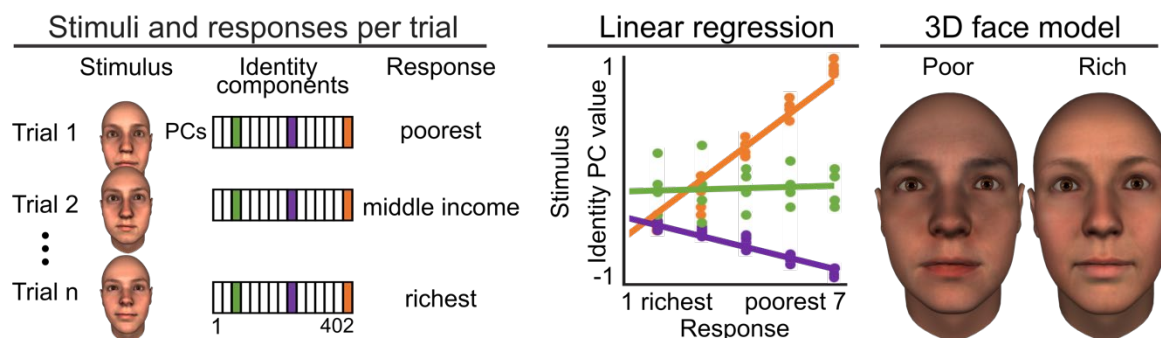 Stimuli and responses per trial
Stimulus
Identity
components
Response
Trial 1
PCs
poorest
Trial 2
middle income
Trial n
richest
1
402
Linear regression
1
Stimulus
Identity PC value
-1
1 richest
poorest 7
Response
3D face model
Poor
Rich